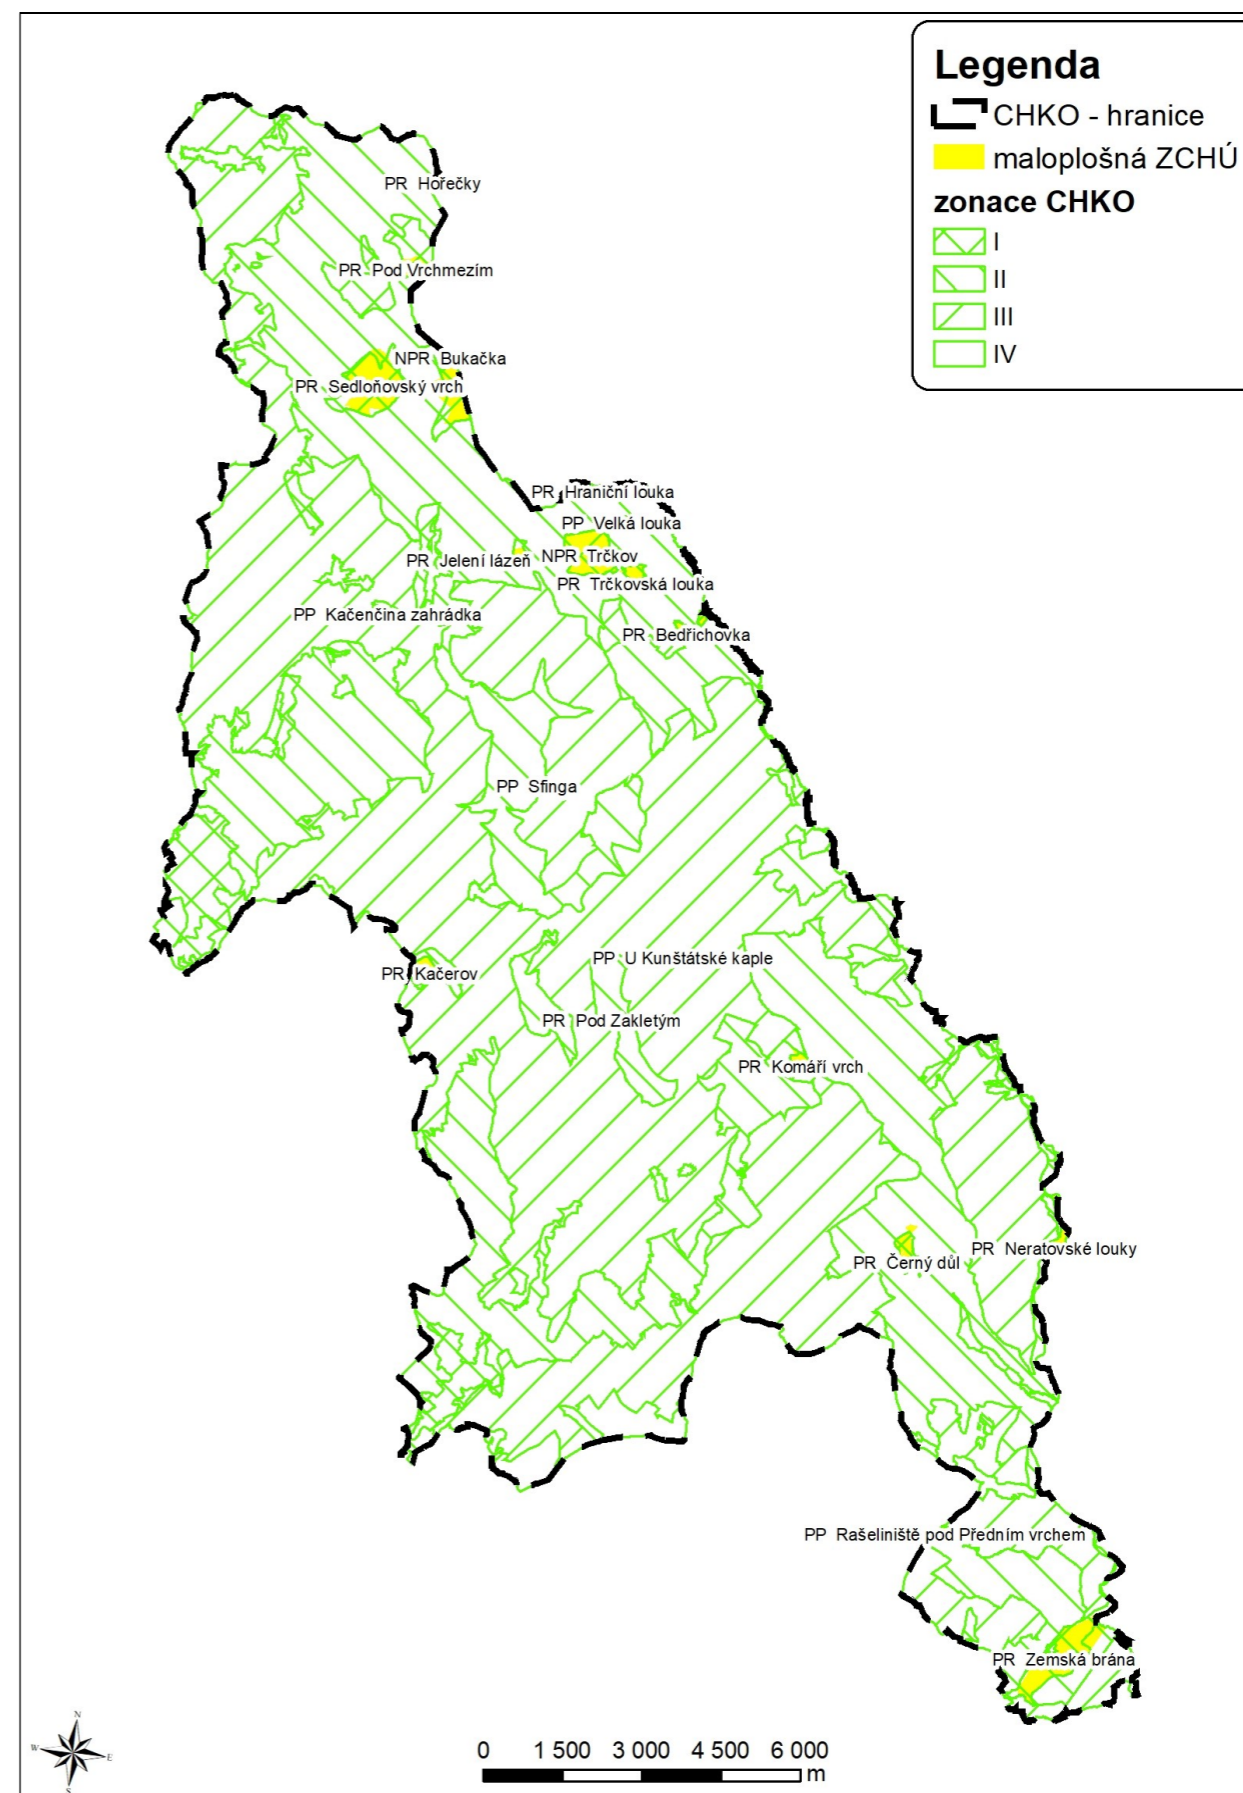 Legenda
CHKO - hranice
maloplošná ZCHÚ
zonace CHKO
I
II
III
IV
PR Hořečky
PR Pod Vrchmezím
NPR Bukačka
PR Sedloňovský vrch
PR Hraniční louka
PP Velká louka
NPR Trčkov
PR Jelení lázeň
PR Trčkovská louka
PP Kačenčina zahrádka
PR Bedřichovka
PP Sfinga
PP U Kunštátské kaple
PR Kačerov
PR Pod Zakletým
PR Komáří vrch
PR Neratovské louky
PR Černý důl
PP Rašeliniště pod Předním vrchem
PR Zemská brána
N
W
E
S
0 1 500 3 000 4 500 6 000
m